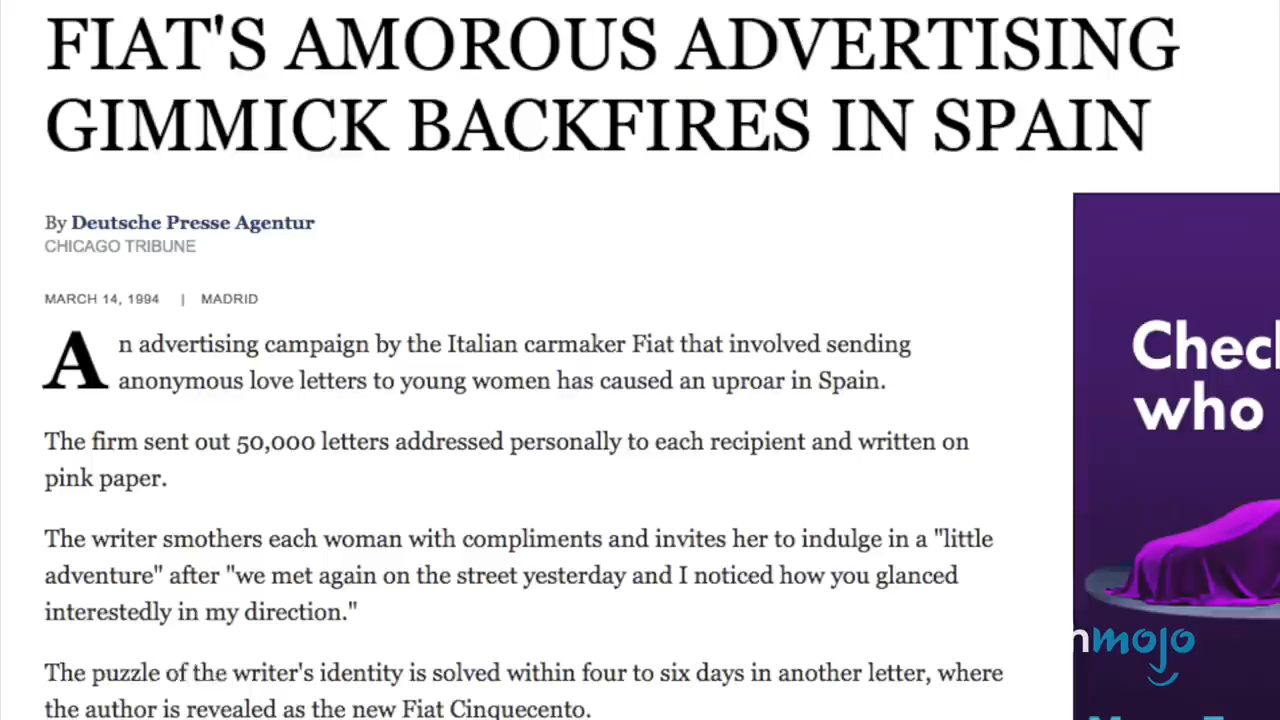 FIAT'S AMOROUS ADVERTISING
GIMMICK BACKFIRES IN SPAIN
By Deutsche Presse Agentur
CHICAGO TRIBUNE
MARCH 14, 1994 | MADRID
An advertising campaign by the Italian carmaker Fiat that involved sending
anonymous love letters to young women has caused an uproar in Spain.
The firm sent out 50,000 letters addressed personally to each recipient and written on
pink paper.
The writer smothers each woman with compliments and invites her to indulge in a "little
adventure" after "we met again on the street yesterday and I noticed how you glanced
interestedly in my direction."
The puzzle of the writer's identity is solved within four to six days in another letter, where
the author is revealed as the new Fiat Cinquecento.
who
mojo